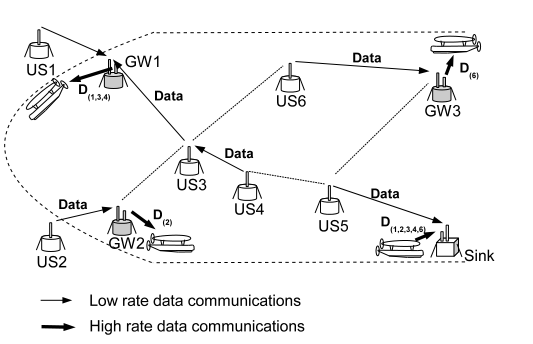 US1
GW1
D(1,3,4)
Data
Data
US6
D(6)
GW3
US3
Data
US4
Data
GW2
D(2)
US2
US5
Data
D(1,2,3,4,6)
Sink
Low rate data communications
High rate data communications